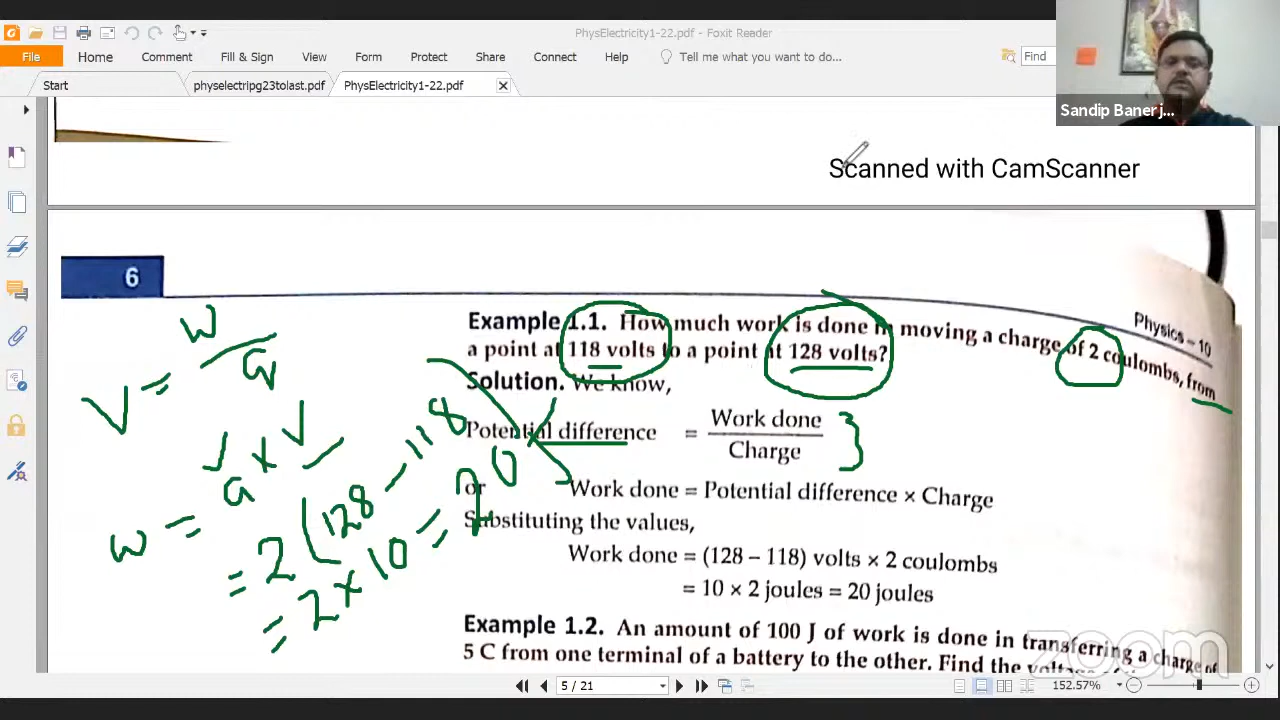 PhysElectricity1-22.pdf - Foxit Reader
File Home Comment Fill & Sign View Form Protect Share Connect Help Tell me what you want to do... Find
Start physelectripg23tolast.pdf PhysElectricity1-22.pdf
Sandip Banerj...
Scanned with CamScanner
6
Physics – 10
Example 1.1. How much work is done in moving a charge of 2 coulombs, from
a point at 118 volts to a point at 128 volts?
Solution. We know,
Potential difference = Work done
Charge
or Work done = Potential difference × Charge
Substituting the values,
Work done = (128 – 118) volts × 2 coulombs
= 10 × 2 joules = 20 joules
Example 1.2. An amount of 100 J of work is done in transferring a charge of
5 C from one terminal of a battery to the other. Find the
V = W
Q
W = Q × V
= 2 (128 - 118
= 2 × 10 = 20
zoom
5 / 21
152.57%